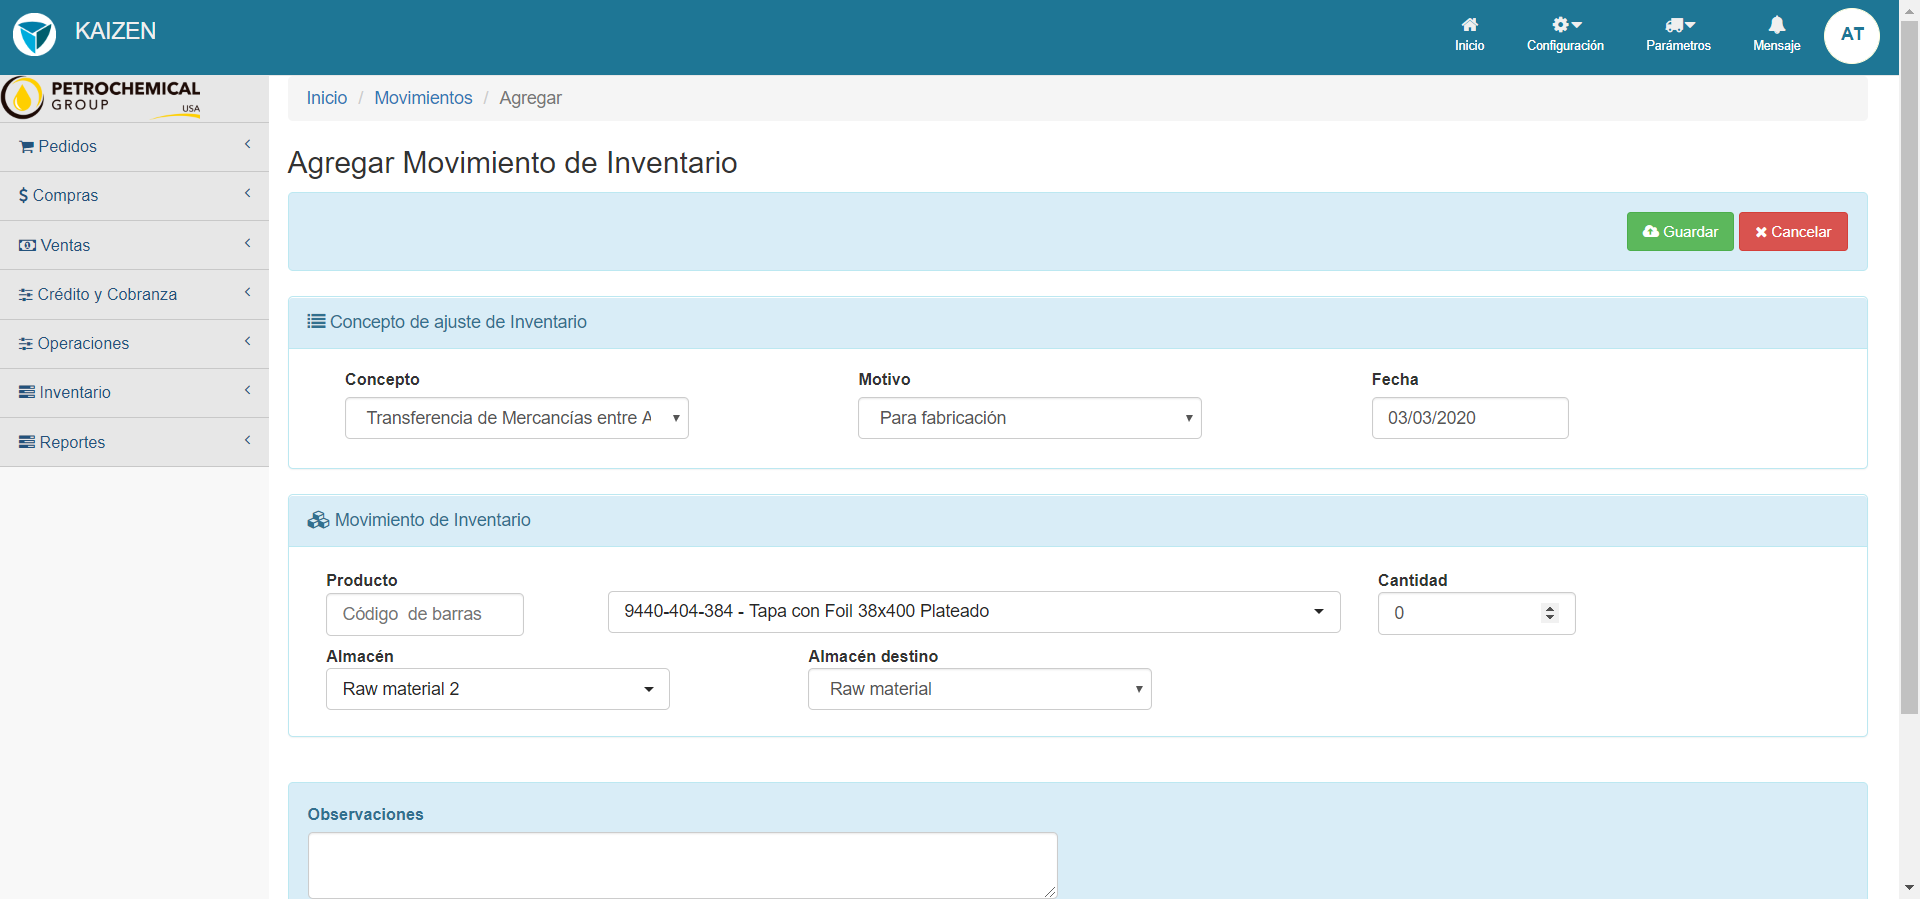 KAIZEN
Inicio
Configuración
Parámetros
Mensaje
AT
PETROCHEMICAL
GROUP
USA
Pedidos
Compras
Ventas
Crédito y Cobranza
Operaciones
Inventario
Reportes
Inicio / Movimientos / Agregar
Agregar Movimiento de Inventario
Guardar
Cancelar
Concepto de ajuste de Inventario
Concepto
Motivo
Fecha
Transferencia de Mercancías entre A
Para fabricación
03/03/2020
Movimiento de Inventario
Producto
Cantidad
Código de barras
9440-404-384 - Tapa con Foil 38x400 Plateado
0
Almacén
Almacén destino
Raw material 2
Raw material
Observaciones